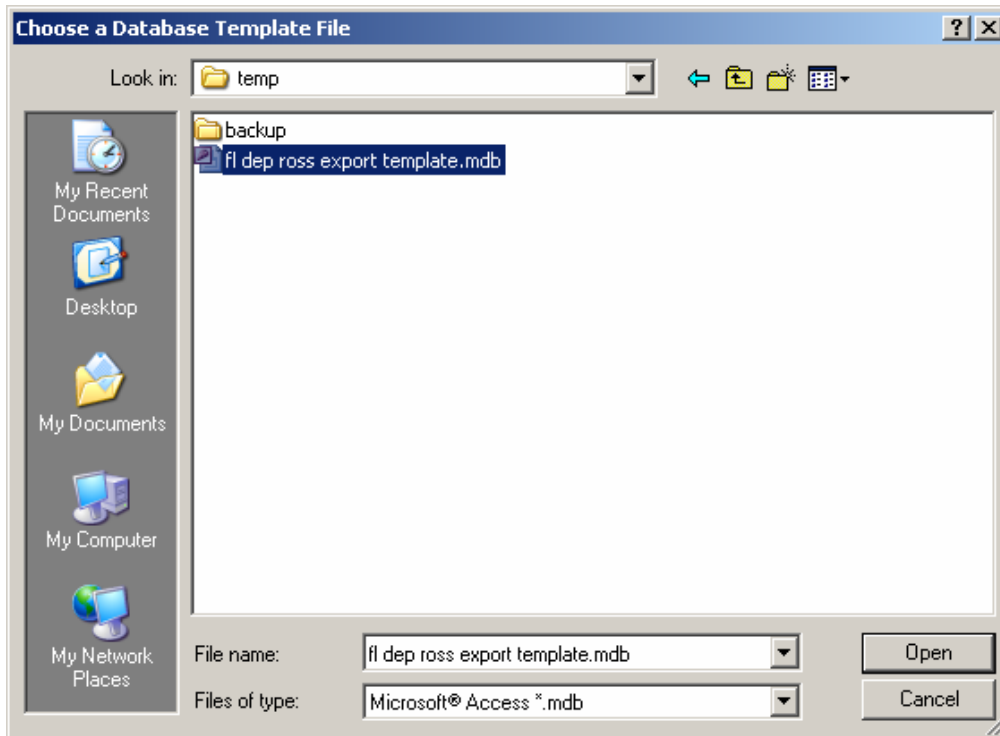 Choose a Database Template File
Look in: temp
My Recent
Documents
Desktop
My Documents
My Computer
My Network
Places
backup
fl dep ross export template.mdb
File name: fl dep ross export template.mdb Open
Files of type: Microsoft® Access *.mdb Cancel